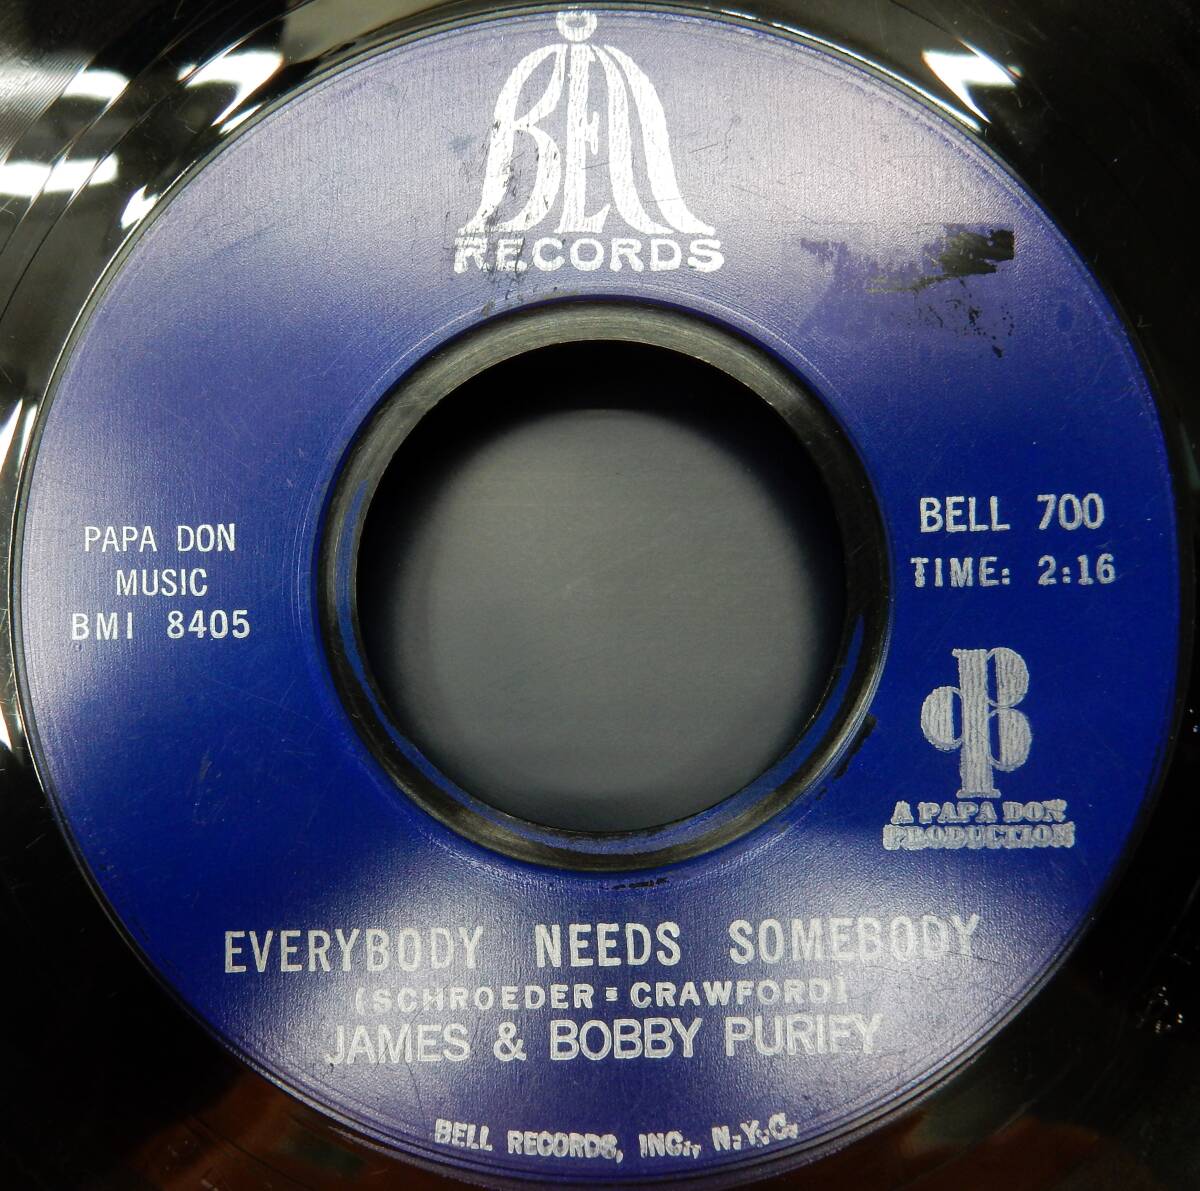 BELL
RECORDS
PAPA DON
MUSIC
BMI 8405
BELL 700
TIME: 2:16
A PAPA DON
PRODUCTION
EVERYBODY NEEDS SOMEBODY
(SCHROEDER - CRAWFORD)
JAMES & BOBBY PURIFY
BELL RECORDS, INC., N.Y.C.